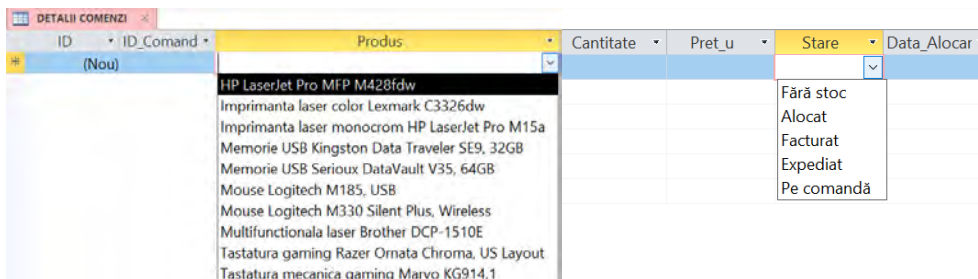 DETALII COMENZI
ID ID_Comand Produs Cantitate Pret_u Stare Data_Alocar
(Nou)
HP LaserJet Pro MFP M428fdw
Imprimanta laser color Lexmark C3326dw
Imprimanta laser monocrom HP LaserJet Pro M15a
Memorie USB Kingston Data Traveler SE9, 32GB
Memorie USB Serioux DataVault V35, 64GB
Mouse Logitech M185, USB
Mouse Logitech M330 Silent Plus, Wireless
Multifunctionala laser Brother DCP-1510E
Tastatura gaming Razer Ornata Chroma, US Layout
Tastatura mecanica gaming Marvo KG914.1
Fără stoc
Alocat
Facturat
Expediat
Pe comandă